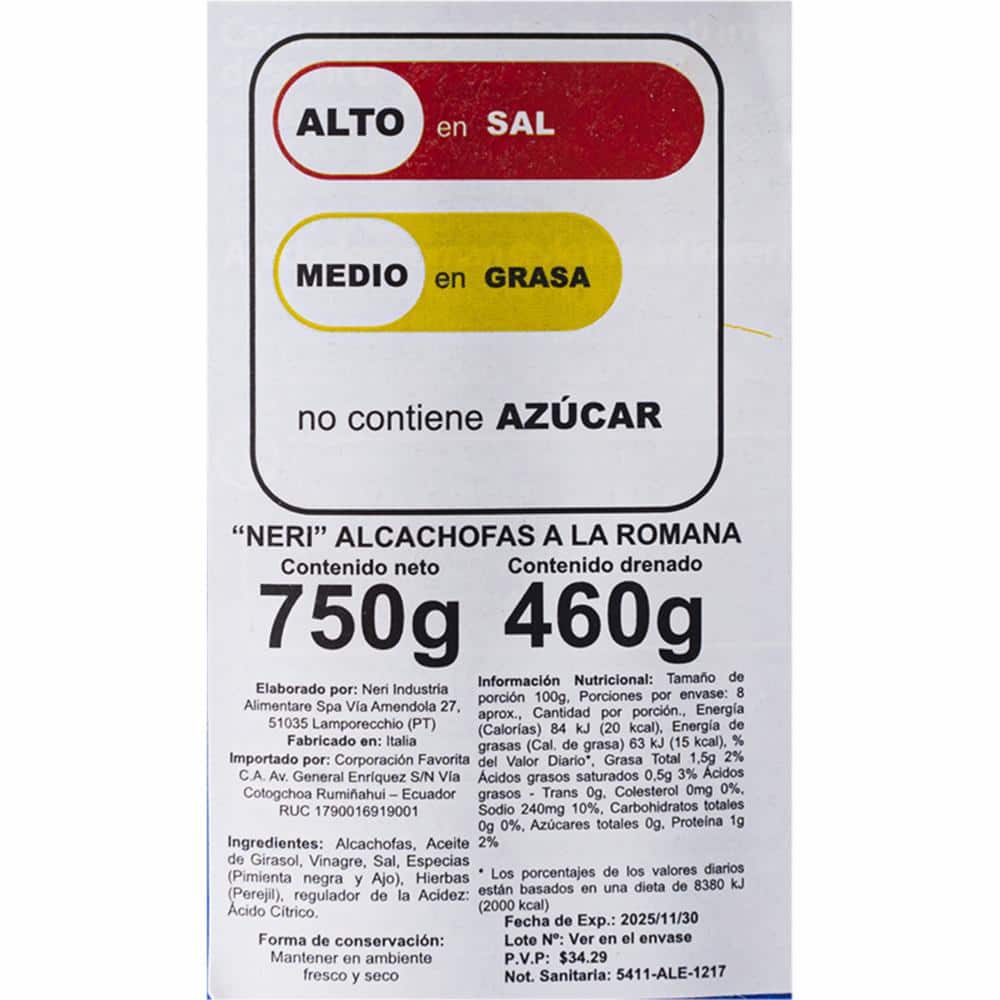 ALTO en SAL
MEDIO en GRASA
no contiene AZÚCAR
“NERI” ALCACHOFAS A LA ROMANA
Contenido neto
750g
Contenido drenado
460g
Elaborado por: Neri Industria
Alimentare Spa Vía Amendola 27,
51035 Lamporecchio (PT)
Fabricado en: Italia
Importado por: Corporación Favorita
C.A. Av. General Enríquez S/N Vía
Cotogchoa Rumiñahui – Ecuador
RUC 1790016919001
Ingredientes: Alcachofas, Aceite
de Girasol, Vinagre, Sal, Especias
(Pimienta negra y Ajo), Hierbas
(Perejil), regulador de la Acidez:
Ácido Cítrico.
Forma de conservación:
Mantener en ambiente
fresco y seco
Información Nutricional: Tamaño de
porción 100g, Porciones por envase: 8
aprox., Cantidad por porción., Energía
(Calorías) 84 kJ (20 kcal), Energía de
grasas (Cal. de grasa) 63 kJ (15 kcal), %
del Valor Diario*, Grasa Total 1,5g 2%
Ácidos grasos saturados 0,5g 3% Ácidos
grasos - Trans 0g, Colesterol 0mg 0%,
Sodio 240mg 10%, Carbohidratos totales
0g 0%, Azúcares totales 0g, Proteína 1g
2%
* Los porcentajes de los valores diarios
están basados en una dieta de 8380 kJ
(2000 kcal)
Fecha de Exp.: 2025/11/30
Lote Nº: Ver en el envase
P.V.P: $34.29
Not. Sanitaria: 5411-ALE-1217